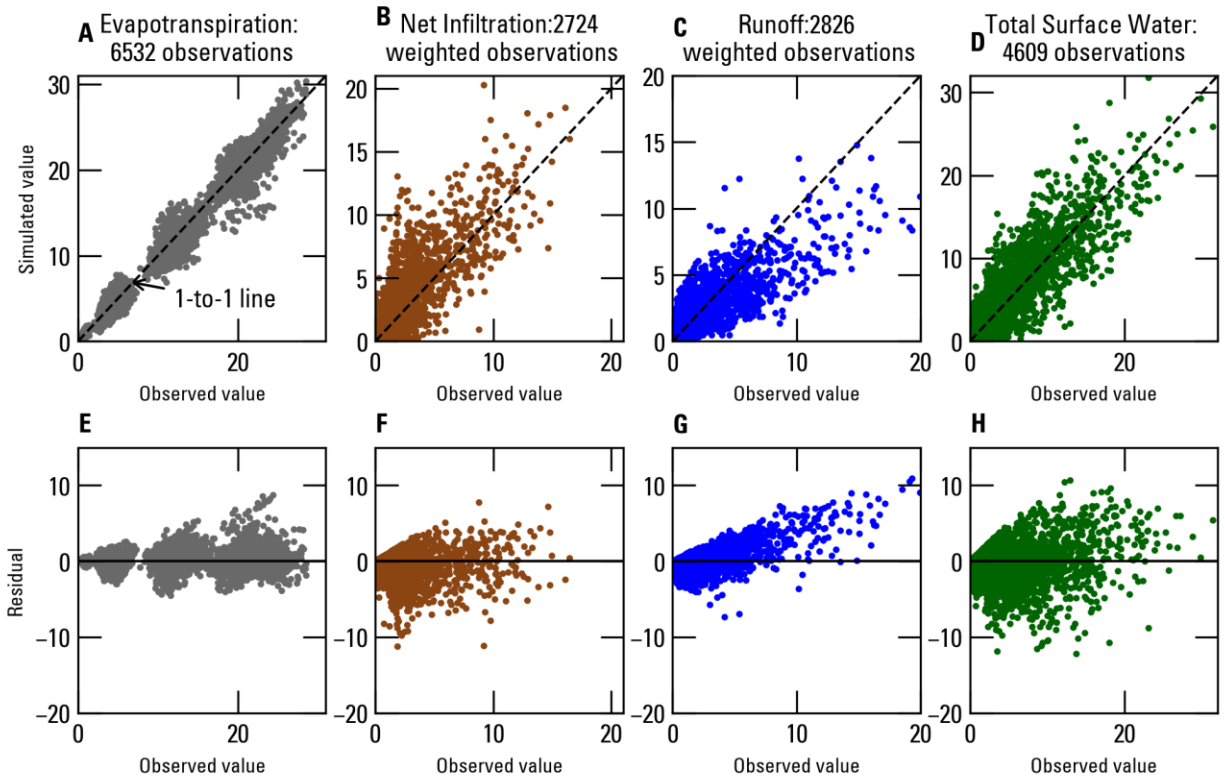 A Evapotranspiration:
6532 observations
B Net Infiltration:2724
weighted observations
C Runoff:2826
weighted observations
D Total Surface Water:
4609 observations
Simulated value
30
20
10
0
0
20
Observed value
1-to-1 line
20
15
10
5
0
0
10
20
Observed value
20
15
10
5
0
0
10
20
Observed value
30
20
10
0
0
20
Observed value
E
Residual
10
0
−10
−20
0
20
Observed value
F
10
0
−10
−20
0
10
20
Observed value
G
10
0
−10
−20
0
10
20
Observed value
H
10
0
−10
−20
0
20
Observed value